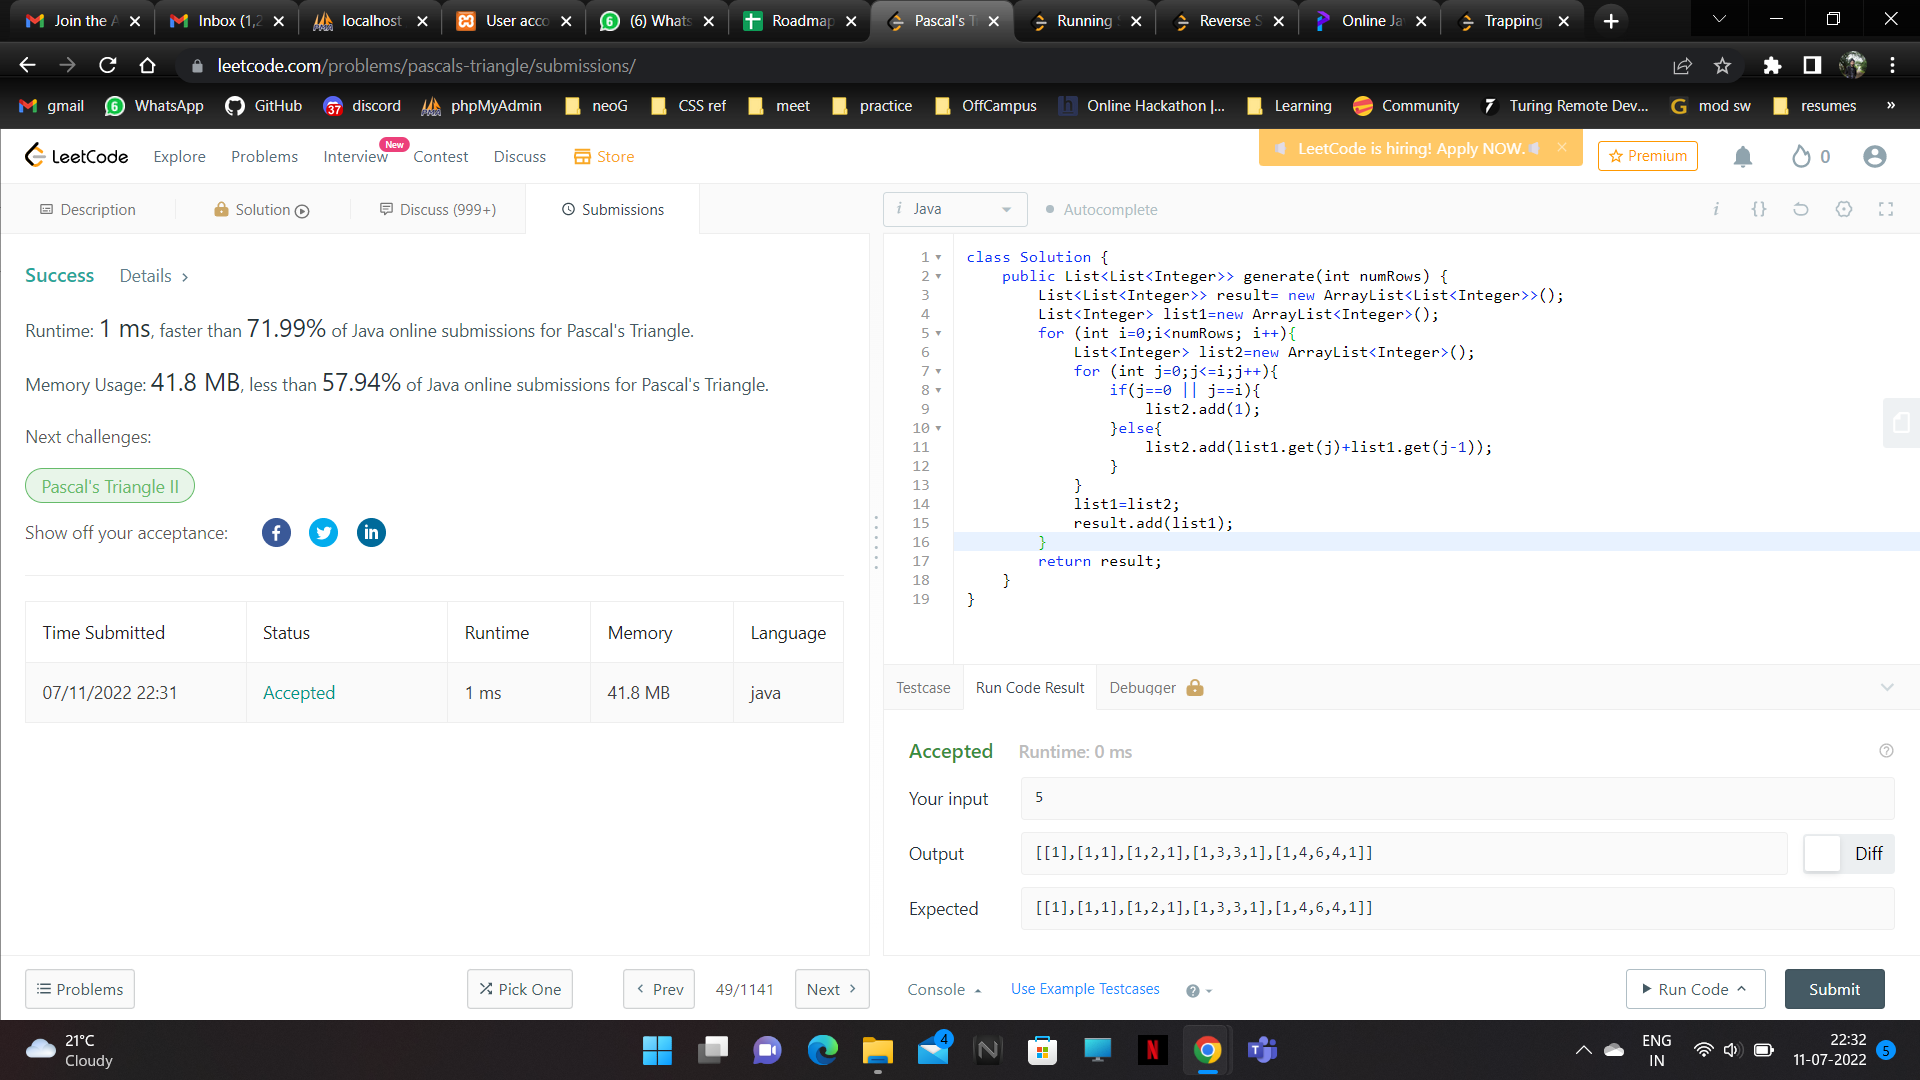 Join the A
Inbox (1,2
localhost
User acco
(6) Whats
Roadmap
Pascal's T
Running
Reverse S
Online Ja
Trapping
leetcode.com/problems/pascals-triangle/submissions/
gmail
WhatsApp
GitHub
37
discord
phpMyAdmin
neoG
CSS ref
meet
practice
OffCampus
h
Online Hackathon |...
Learning
Community
Turing Remote Dev...
mod sw
resumes
»
LeetCode
Explore
Problems
Interview
New
Contest
Discuss
Store
LeetCode is hiring! Apply NOW.
Premium
0
Description
Solution
Discuss (999+)
Submissions
i Java
Autocomplete
i
{}
Success
Details >
Runtime: 1 ms, faster than 71.99% of Java online submissions for Pascal's Triangle.
Memory Usage: 41.8 MB, less than 57.94% of Java online submissions for Pascal's Triangle.
Next challenges:
Pascal's Triangle II
Show off your acceptance:
Time Submitted Status Runtime Memory Language
07/11/2022 22:31 Accepted 1 ms 41.8 MB java
1 class Solution {
2 public List<List<Integer>> generate(int numRows) {
3 List<List<Integer>> result= new ArrayList<List<Integer>>();
4 List<Integer> list1=new ArrayList<Integer>();
5 for (int i=0;i<numRows; i++){
6 List<Integer> list2=new ArrayList<Integer>();
7 for (int j=0;j<=i;j++){
8 if(j==0 || j==i){
9 list2.add(1);
10 }else{
11 list2.add(list1.get(j)+list1.get(j-1));
12 }
13 }
14 list1=list2;
15 result.add(list1);
16 }
17 return result;
18 }
19 }
Testcase
Run Code Result
Debugger
Accepted
Runtime: 0 ms
Your input
5
Output
[[1],[1,1],[1,2,1],[1,3,3,1],[1,4,6,4,1]]
Diff
Expected
[[1],[1,1],[1,2,1],[1,3,3,1],[1,4,6,4,1]]
Problems
Pick One
< Prev
49/1141
Next >
Console
Use Example Testcases
Run Code
Submit
21°C
Cloudy
4
ENG
IN
22:32
11-07-2022
5